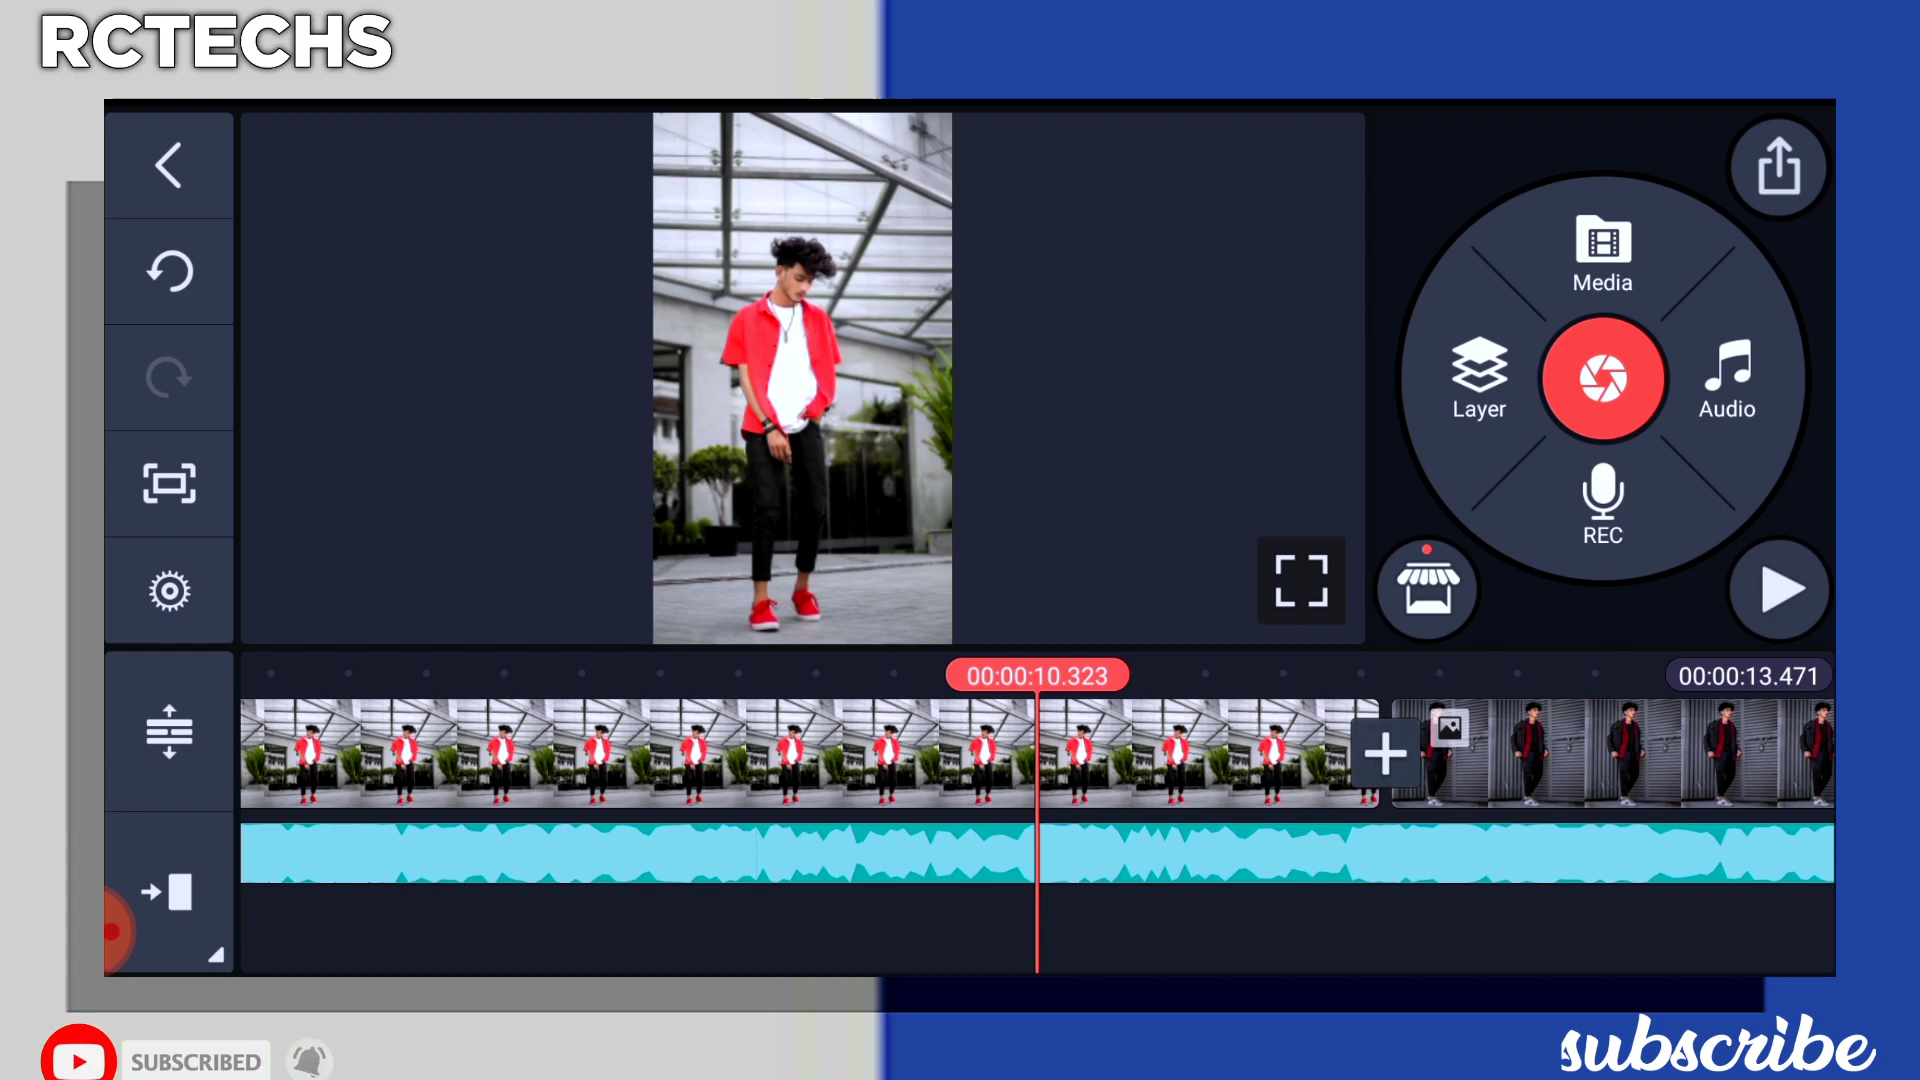 RCTECHS
Media
Layer
Audio
REC
00:00:10.323
00:00:13.471
SUBSCRIBED
subscribe